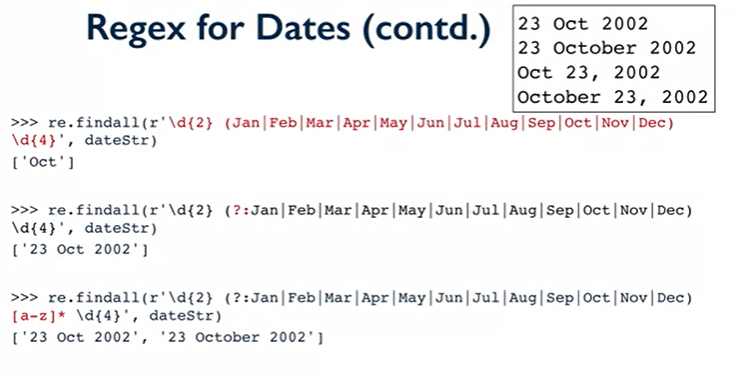 Regex for Dates (contd.)
23 Oct 2002
23 October 2002
Oct 23, 2002
October 23, 2002
>>> re.findall(r'\d{2} (Jan|Feb|Mar|Apr|May|Jun|Jul|Aug|Sep|Oct|Nov|Dec)
\d{4}', dateStr)
['Oct']
>>> re.findall(r'\d{2} (?:Jan|Feb|Mar|Apr|May|Jun|Jul|Aug|Sep|Oct|Nov|Dec)
\d{4}', dateStr)
['23 Oct 2002']
>>> re.findall(r'\d{2} (?:Jan|Feb|Mar|Apr|May|Jun|Jul|Aug|Sep|Oct|Nov|Dec)
[a-z]* \d{4}', dateStr)
['23 Oct 2002', '23 October 2002']